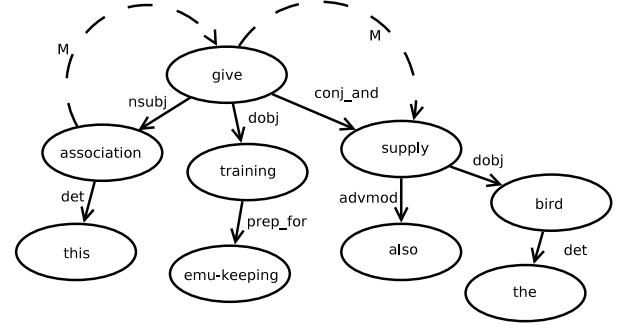 M
M
give
nsubj
dobj
conj_and
association
training
supply
dobj
det
prep_for
advmod
bird
this
emu-keeping
also
det
the